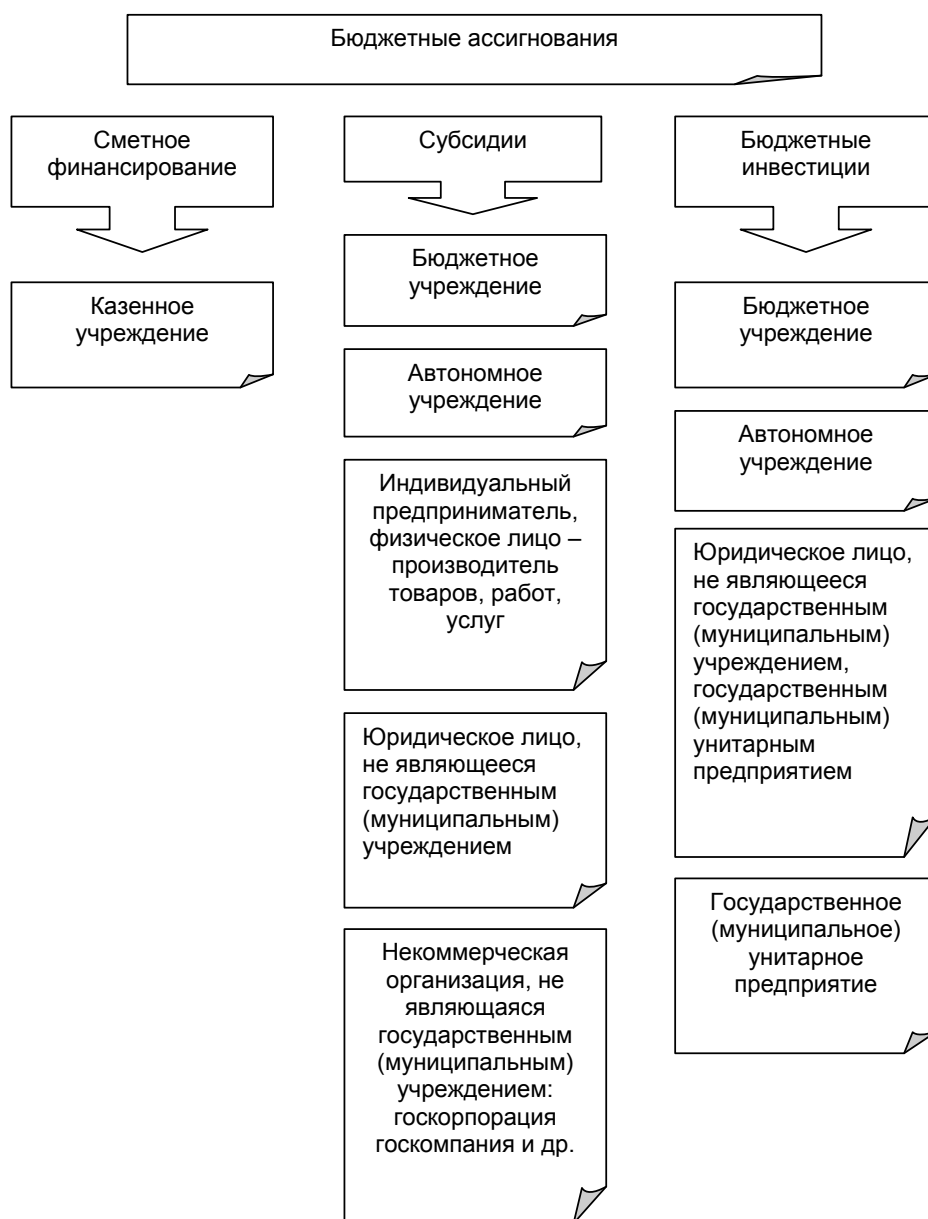 Бюджетные ассигнования
Сметное
финансирование
Казенное
учреждение
Субсидии
Бюджетное
учреждение
Автономное
учреждение
Индивидуальный
предприниматель,
физическое лицо –
производитель
товаров, работ,
услуг
Юридическое лицо,
не являющееся
государственным
(муниципальным)
учреждением
Некоммерческая
организация, не
являющаяся
государственным
(муниципальным)
учреждением:
госкорпорация
госкомпания и др.
Бюджетные
инвестиции
Бюджетное
учреждение
Автономное
учреждение
Юридическое лицо,
не являющееся
государственным
(муниципальным)
учреждением,
государственным
(муниципальным)
унитарным
предприятием
Государственное
(муниципальное)
унитарное
предприятие